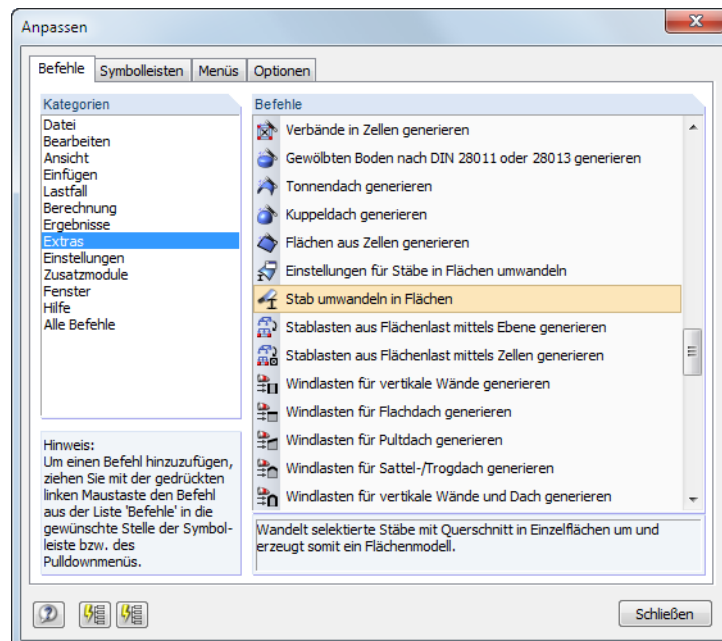 Anpassen
Befehle
Symbolleisten
Menüs
Optionen
Kategorien
Datei
Bearbeiten
Ansicht
Einfügen
Lastfall
Berechnung
Ergebnisse
Extras
Einstellungen
Zusatzmodule
Fenster
Hilfe
Alle Befehle
Hinweis:
Um einen Befehl hinzuzufügen,
ziehen Sie mit der gedrückten
linken Maustaste den Befehl
aus der Liste 'Befehle' in die
gewünschte Stelle der Symbol-
leiste bzw. des
Pulldownmenüs.
Befehle
Verbände in Zellen generieren
Gewölbten Boden nach DIN 28011 oder 28013 generieren
Tonnendach generieren
Kuppeldach generieren
Flächen aus Zellen generieren
Einstellungen für Stäbe in Flächen umwandeln
Stab umwandeln in Flächen
Stablasten aus Flächenlast mittels Ebene generieren
Stablasten aus Flächenlast mittels Zellen generieren
Windlasten für vertikale Wände generieren
Windlasten für Flachdach generieren
Windlasten für Pultdach generieren
Windlasten für Sattel-/Trogdach generieren
Windlasten für vertikale Wände und Dach generieren
Wandelt selektierte Stäbe mit Querschnitt in Einzelflächen um und
erzeugt somit ein Flächenmodell.
Schließen